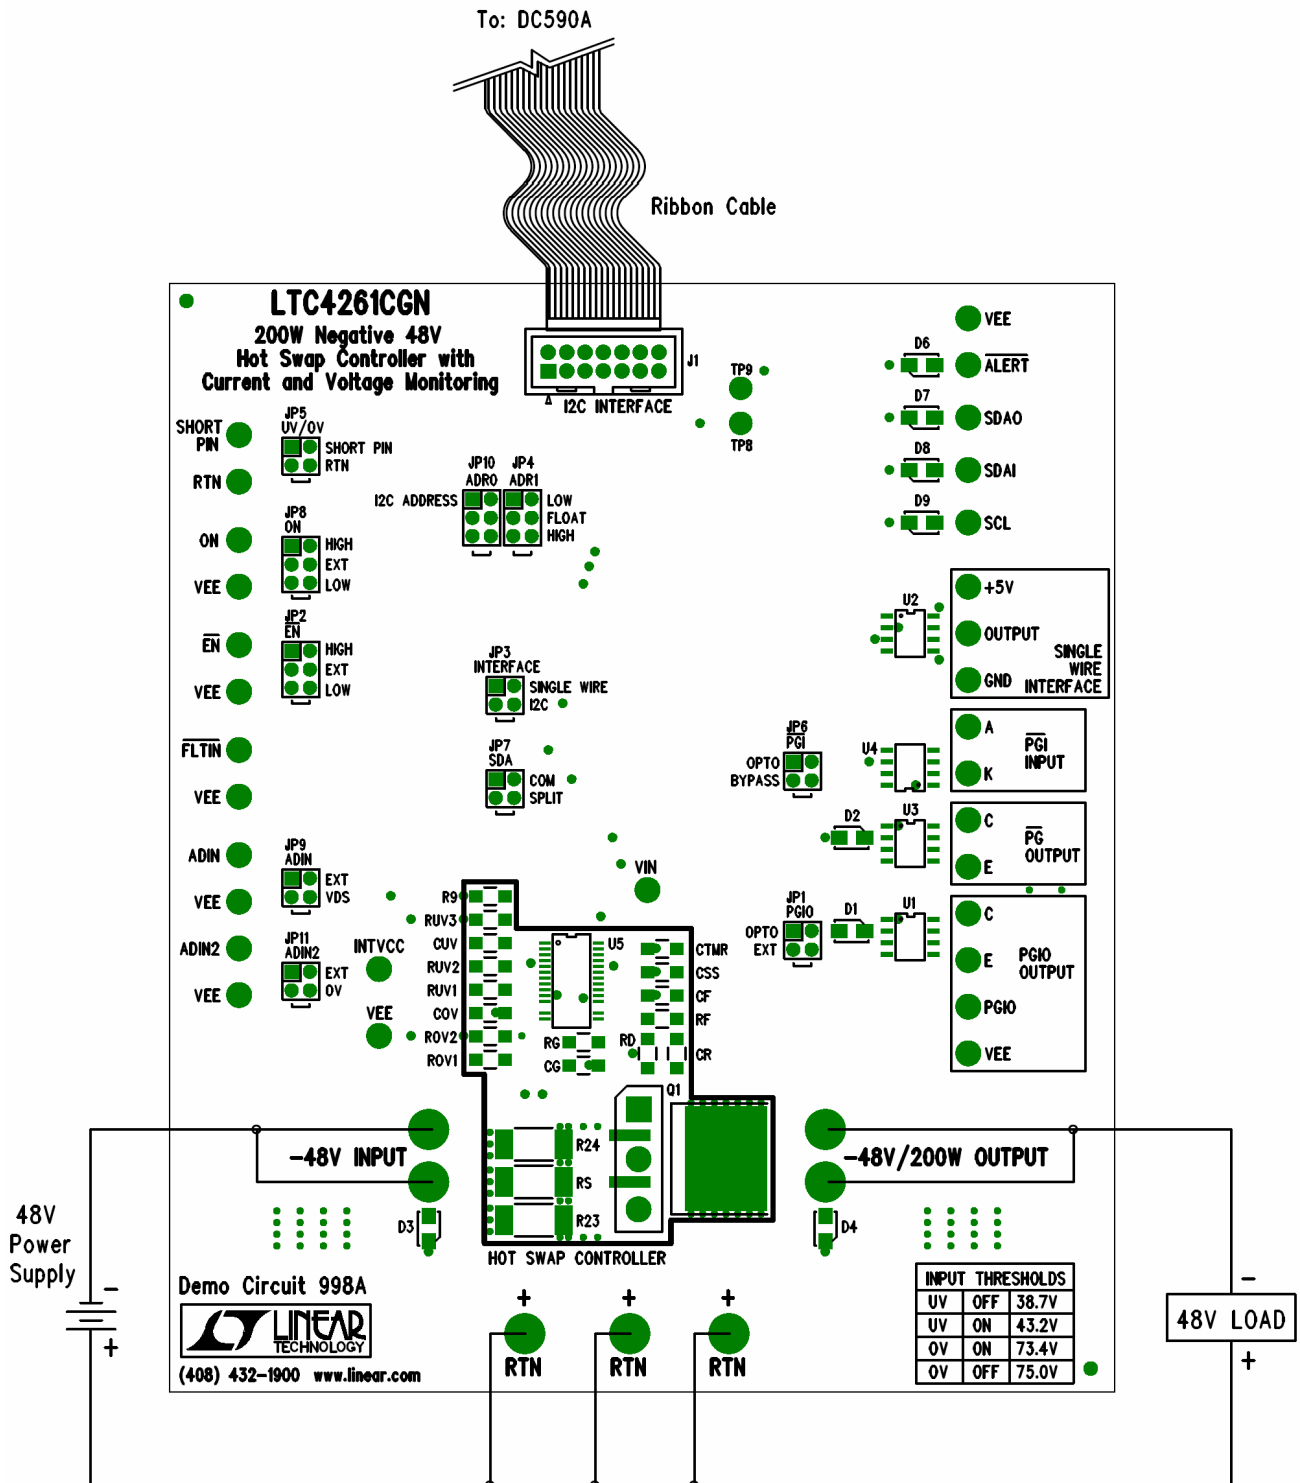 To: DC590A
Ribbon Cable
LTC4261CGN
200W Negative 48V
Hot Swap Controller with
Current and Voltage Monitoring
J1
I2C INTERFACE
TP9
TP8
VEE
D6
ALERT
D7
SDAO
D8
SDAI
D9
SCL
SHORT
PIN
RTN
JP5
UV/OV
SHORT PIN
RTN
ON
VEE
JP8
ON
HIGH
EXT
LOW
EN
VEE
JP2
EN
HIGH
EXT
LOW
JP10
ADR0
JP4
ADR1
I2C ADDRESS
LOW
FLOAT
HIGH
U2
+5V
OUTPUT
GND
SINGLE
WIRE
INTERFACE
JP3
INTERFACE
SINGLE WIRE
I2C
JP7
SDA
COM
SPLIT
FLTIN
VEE
JP6
PGI
OPTO
BYPASS
U4
A
K
PGI
INPUT
D2
U3
C
E
PG
OUTPUT
JP1
PGIO
OPTO
EXT
D1
U1
C
E
PGIO
VEE
PGIO
OUTPUT
ADIN
VEE
JP9
ADIN
EXT
VDS
ADIN2
VEE
JP11
ADIN2
EXT
OV
INTVCC
VEE
VIN
R9
RUV3
CUV
RUV2
RUV1
COV
ROV2
ROV1
U5
CTMR
CSS
CF
RF
RG
CG
RD
CR
Q1
R24
RS
R23
-48V INPUT
-48V/200W OUTPUT
D3
D4
HOT SWAP CONTROLLER
48V
Power
Supply
-
+
Demo Circuit 998A
LT LINEAR
TECHNOLOGY
(408) 432-1900 www.linear.com
+
RTN
+
RTN
+
RTN
INPUT THRESHOLDS
UV OFF 38.7V
UV ON 43.2V
OV ON 73.4V
OV OFF 75.0V
-
48V LOAD
+